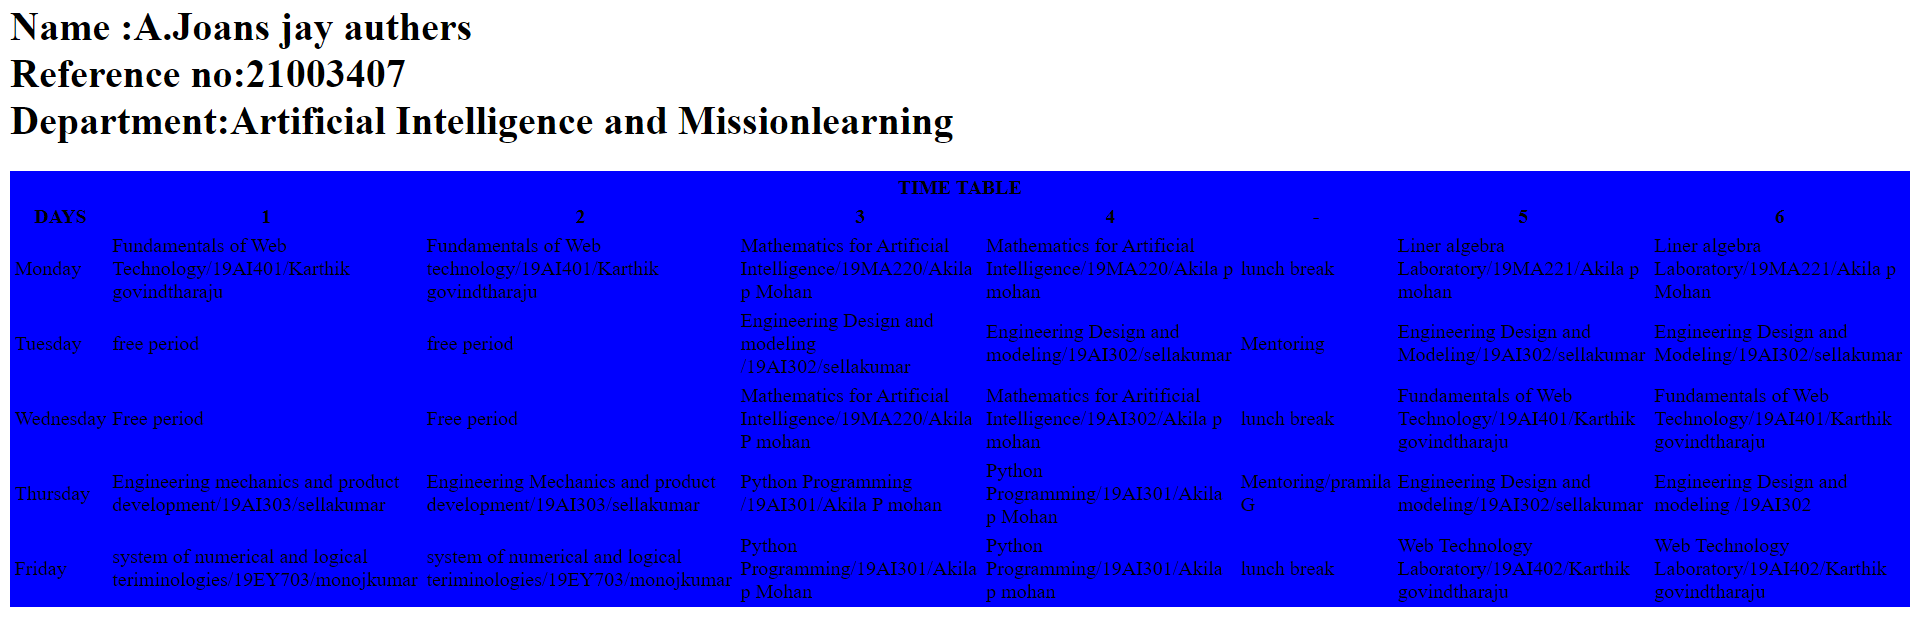 Name :A.Joans jay authers
Reference no:21003407
Department:Artificial Intelligence and Missionlearning
TIME TABLE
DAYS 1 2 3 4 - 5 6
Monday
Fundamentals of Web
Technology/19AI401/Karthik
govindtharaju
Fundamentals of Web
technology/19AI401/Karthik
govindtharaju
Mathematics for Artificial
Intelligence/19MA220/Akila
p Mohan
Mathematics for Artificial
Intelligence/19MA220/Akila p
mohan
lunch break
Liner algebra
Laboratory/19MA221/Akila p
mohan
Liner algebra
Laboratory/19MA221/Akila p
Mohan
Tuesday
free period
free period
Engineering Design and
modeling
/19AI302/sellakumar
Engineering Design and
modeling/19AI302/sellakumar
Mentoring
Engineering Design and
Modeling/19AI302/sellakumar
Engineering Design and
Modeling/19AI302/sellakumar
Wednesday
Free period
Free period
Mathematics for Artificial
Intelligence/19MA220/Akila
P mohan
Mathematics for Aritificial
Intelligence/19AI302/Akila p
mohan
lunch break
Fundamentals of Web
Technology/19AI401/Karthik
govindtharaju
Fundamentals of Web
Technology/19AI401/Karthik
govindtharaju
Thursday
Engineering mechanics and product
development/19AI303/sellakumar
Engineering Mechanics and product
development/19AI303/sellakumar
Python Programming
/19AI301/Akila P mohan
Python
Programming/19AI301/Akila
p Mohan
Mentoring/pramila
G
Engineering Design and
modeling/19AI302/sellakumar
Engineering Design and
modeling /19AI302
Friday
system of numerical and logical
teriminologies/19EY703/monojkumar
system of numerical and logical
teriminologies/19EY703/monojkumar
Python
Programming/19AI301/Akila
p Mohan
Python
Programming/19AI301/Akila
p mohan
lunch break
Web Technology
Laboratory/19AI402/Karthik
govindtharaju
Web Technology
Laboratory/19AI402/Karthik
govindtharaju